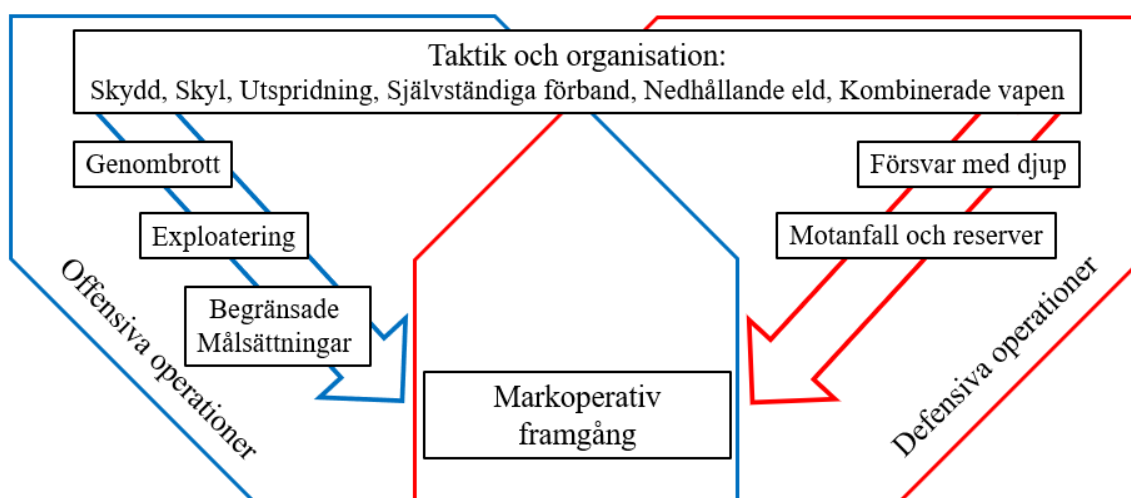 Taktik och organisation:
Skydd, Skyl, Utspridning, Självständiga förband, Nedhållande eld, Kombinerade vapen
Genombrott
Exploatering
Begränsade
Målsättningar
Offensiva operationer
Försvar med djup
Motanfall och reserver
Defensiva operationer
Markoperativ
framgång